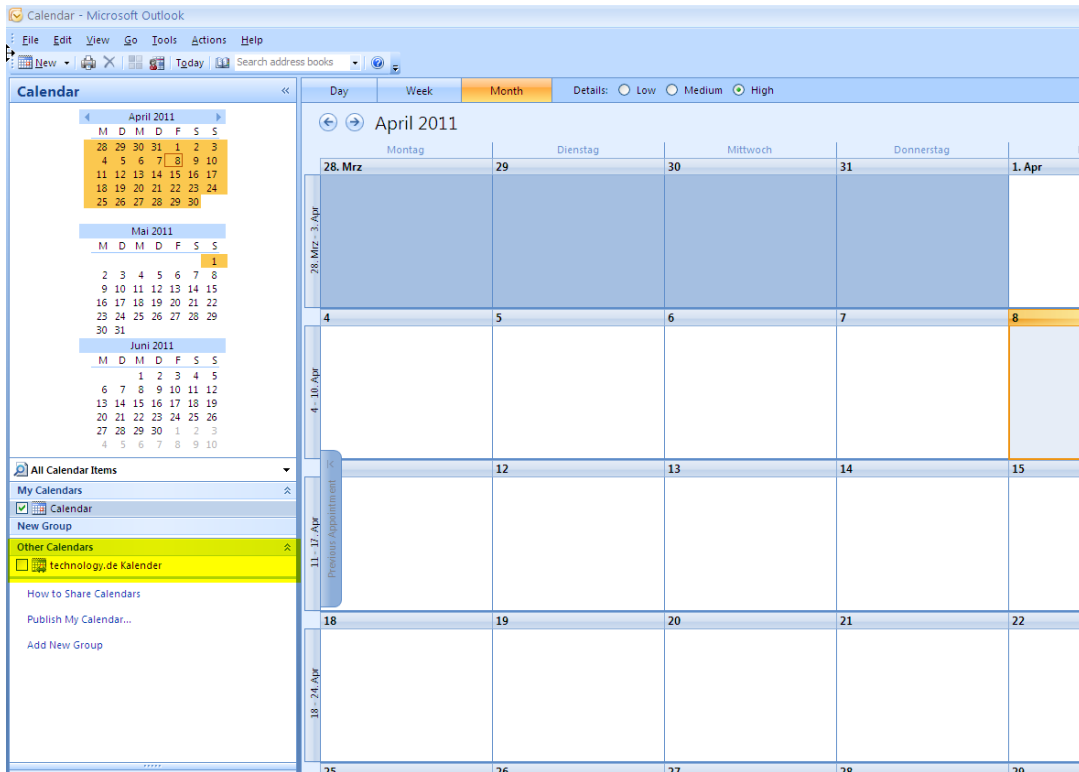 Calendar - Microsoft Outlook
File Edit View Go Tools Actions Help
New Today Search address books
Calendar «
April 2011
M D M D F S S
28 29 30 31 1 2 3
4 5 6 7 8 9 10
11 12 13 14 15 16 17
18 19 20 21 22 23 24
25 26 27 28 29 30
Mai 2011
M D M D F S S
1
2 3 4 5 6 7 8
9 10 11 12 13 14 15
16 17 18 19 20 21 22
23 24 25 26 27 28 29
30 31
Juni 2011
M D M D F S S
1 2 3 4 5
6 7 8 9 10 11 12
13 14 15 16 17 18 19
20 21 22 23 24 25 26
27 28 29 30 1 2 3
4 5 6 7 8 9 10
All Calendar Items
My Calendars
Calendar
New Group
Other Calendars
technology.de Kalender
How to Share Calendars
Publish My Calendar...
Add New Group
Day Week Month Details: Low Medium High
April 2011
Montag Dienstag Mittwoch Donnerstag
28. Mrz 29 30 31 1. Apr
28. Mrz - 3. Apr
4 5 6 7 8
4 - 10. Apr
12 13 14 15
11 - 17. Apr
Previous Appointment
18 19 20 21 22
18 - 24. Apr
25 26 27 28 29